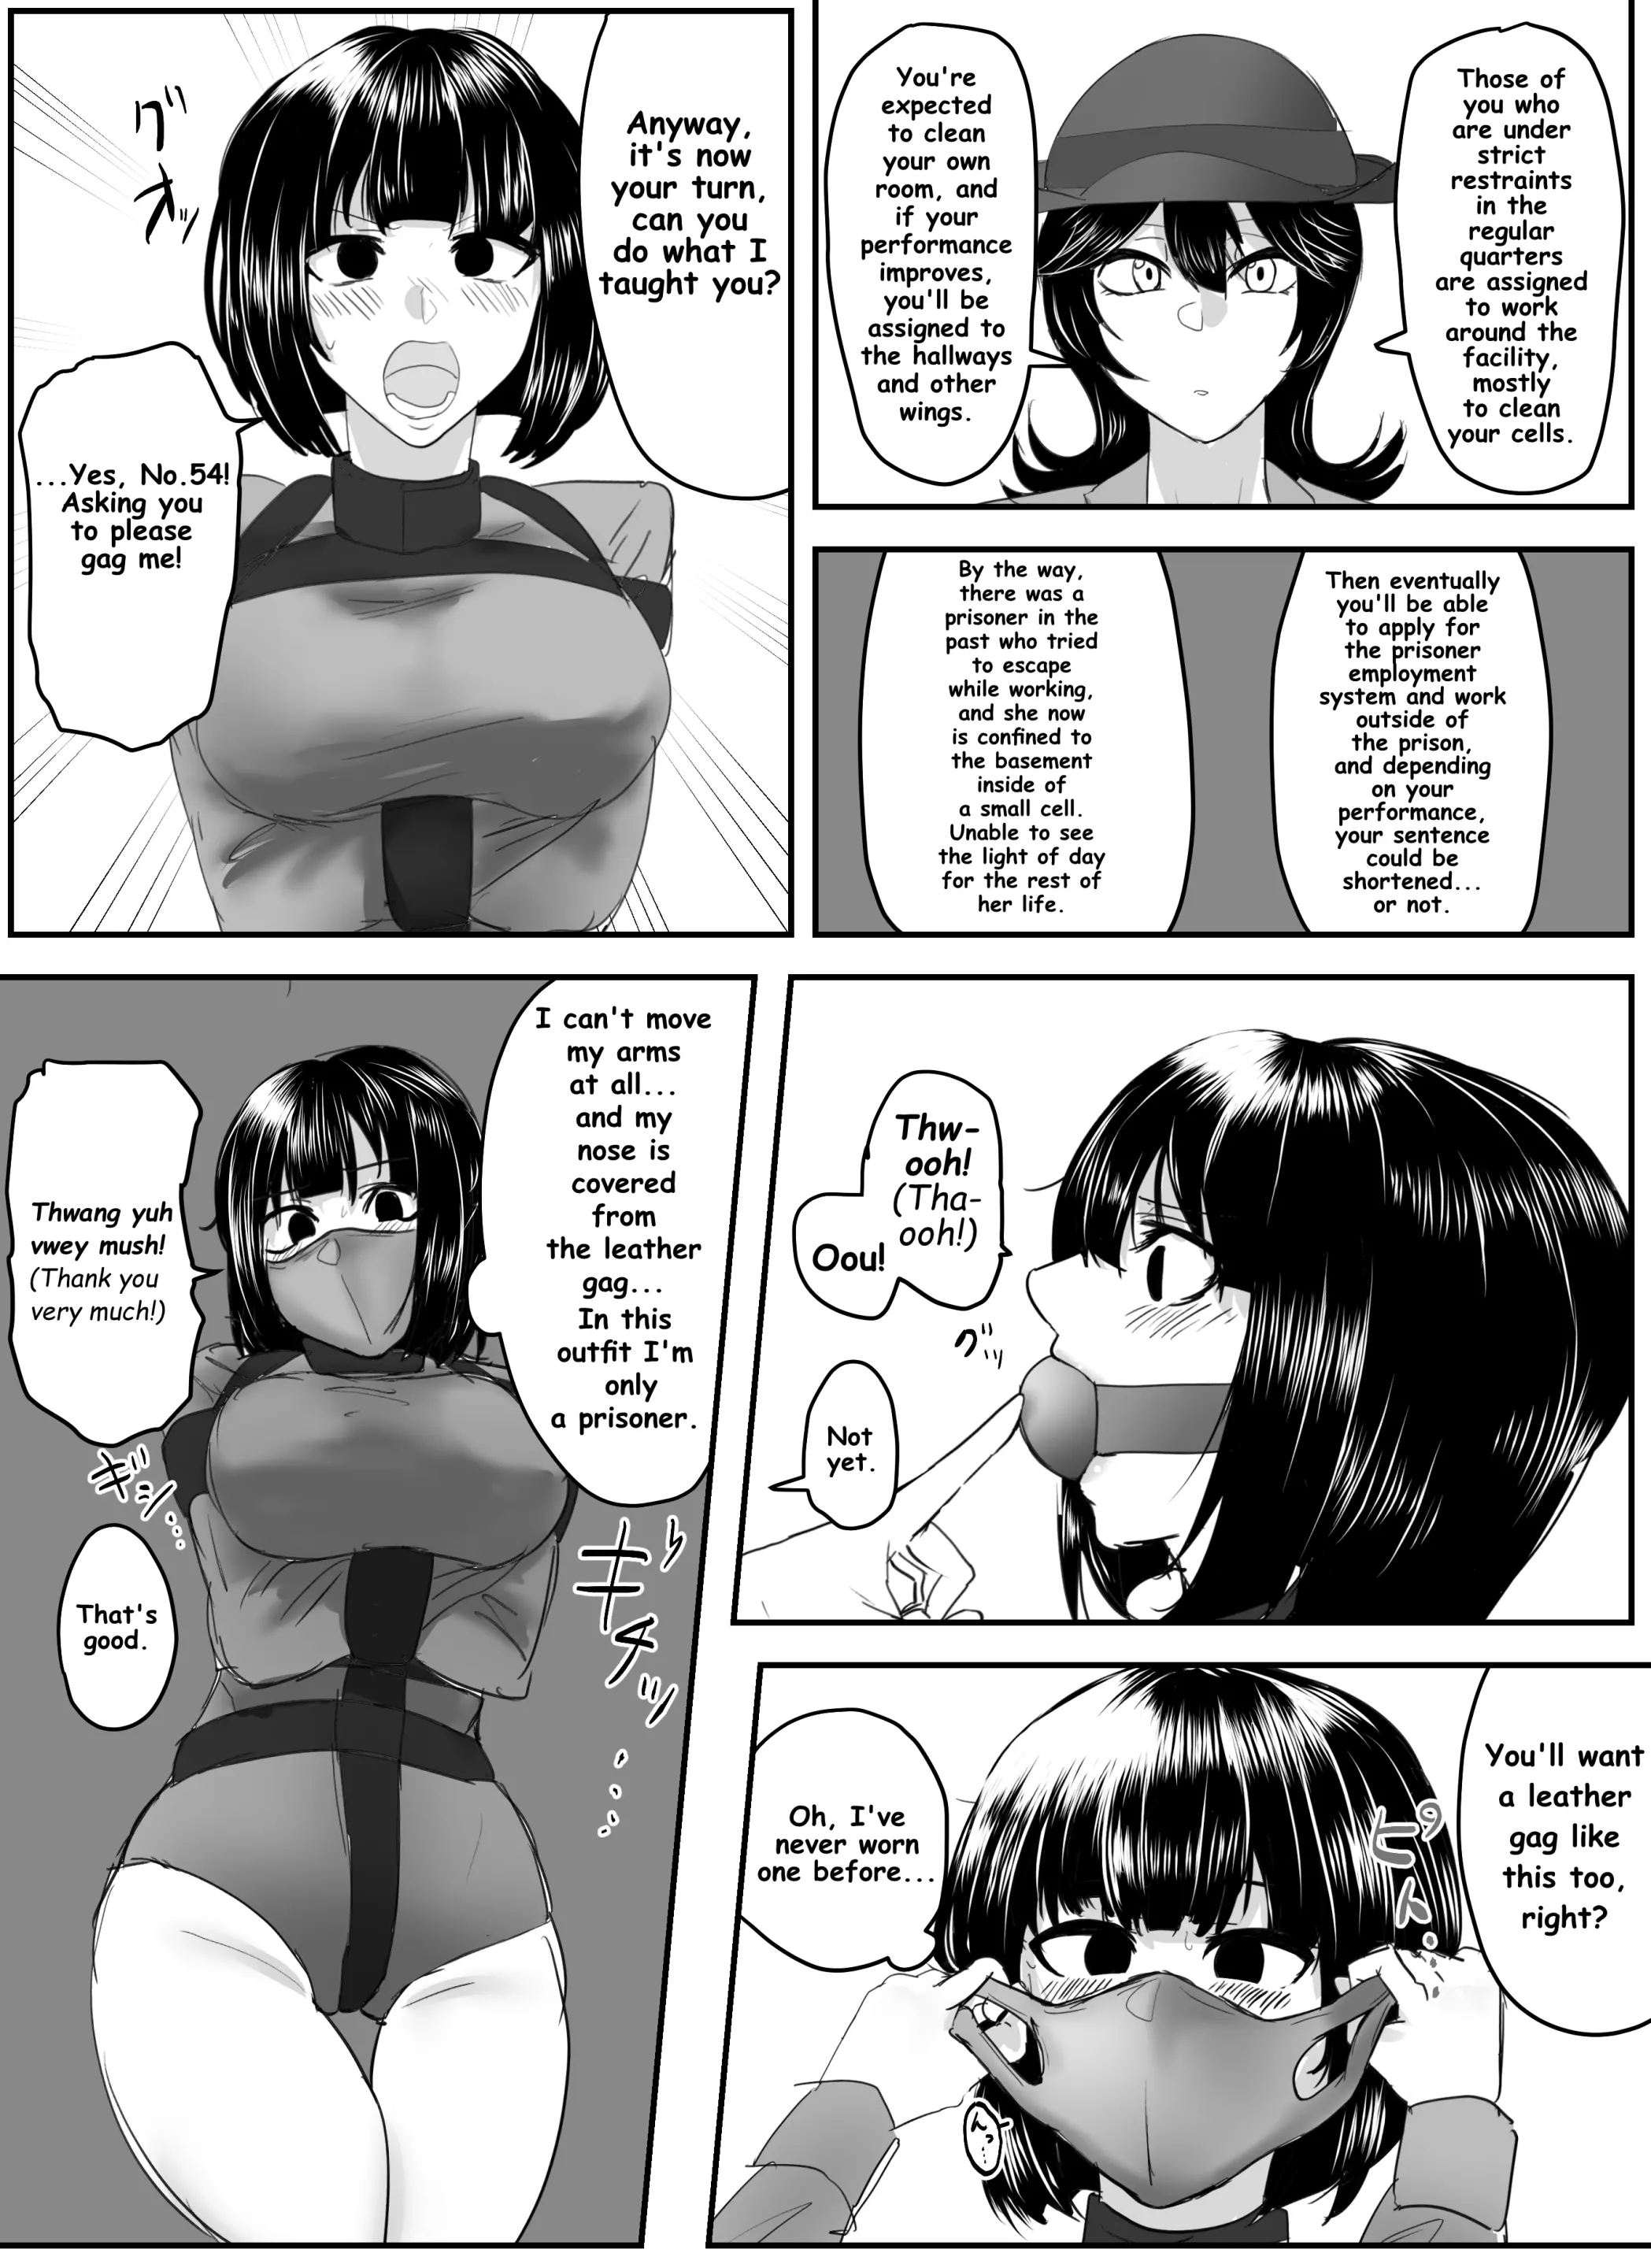 Those of
you who
are under
strict
restraints
in the
regular
quarters
are assigned
to work
around the
facility,
mostly
to clean
your cells.
You're
expected
to clean
your own
room, and
if your
performance
improves,
you'll be
assigned to
the hallways
and other
wings.
Then eventually
you'll be able
to apply for
the prisoner
employment
system and work
outside of
the prison,
and depending
on your
performance,
your sentence
could be
shortened...
or not.
By the way,
there was a
prisoner in the
past who tried
to escape
while working,
and she now
is confined to
the basement
inside of
a small cell.
Unable to see
the light of day
for the rest of
her life.
Anyway,
it's now
your turn,
can you
do what I
taught you?
グオッ
...Yes, No.54!
Asking you
to please
gag me!
Thw-
ooh!
(Tha-
ooh!)
Oou!
グッ
Not
yet.
You'll want
a leather
gag like
this too,
right?
ピト..
Oh, I've
never worn
one before...
んっ...
I can't move
my arms
at all...
and my
nose is
covered
from
the leather
gag...
In this
outfit I'm
only
a prisoner.
Thwang yuh
vwey mush!
(Thank you
very much!)
ギシ...
ギチッ...
That's
good.